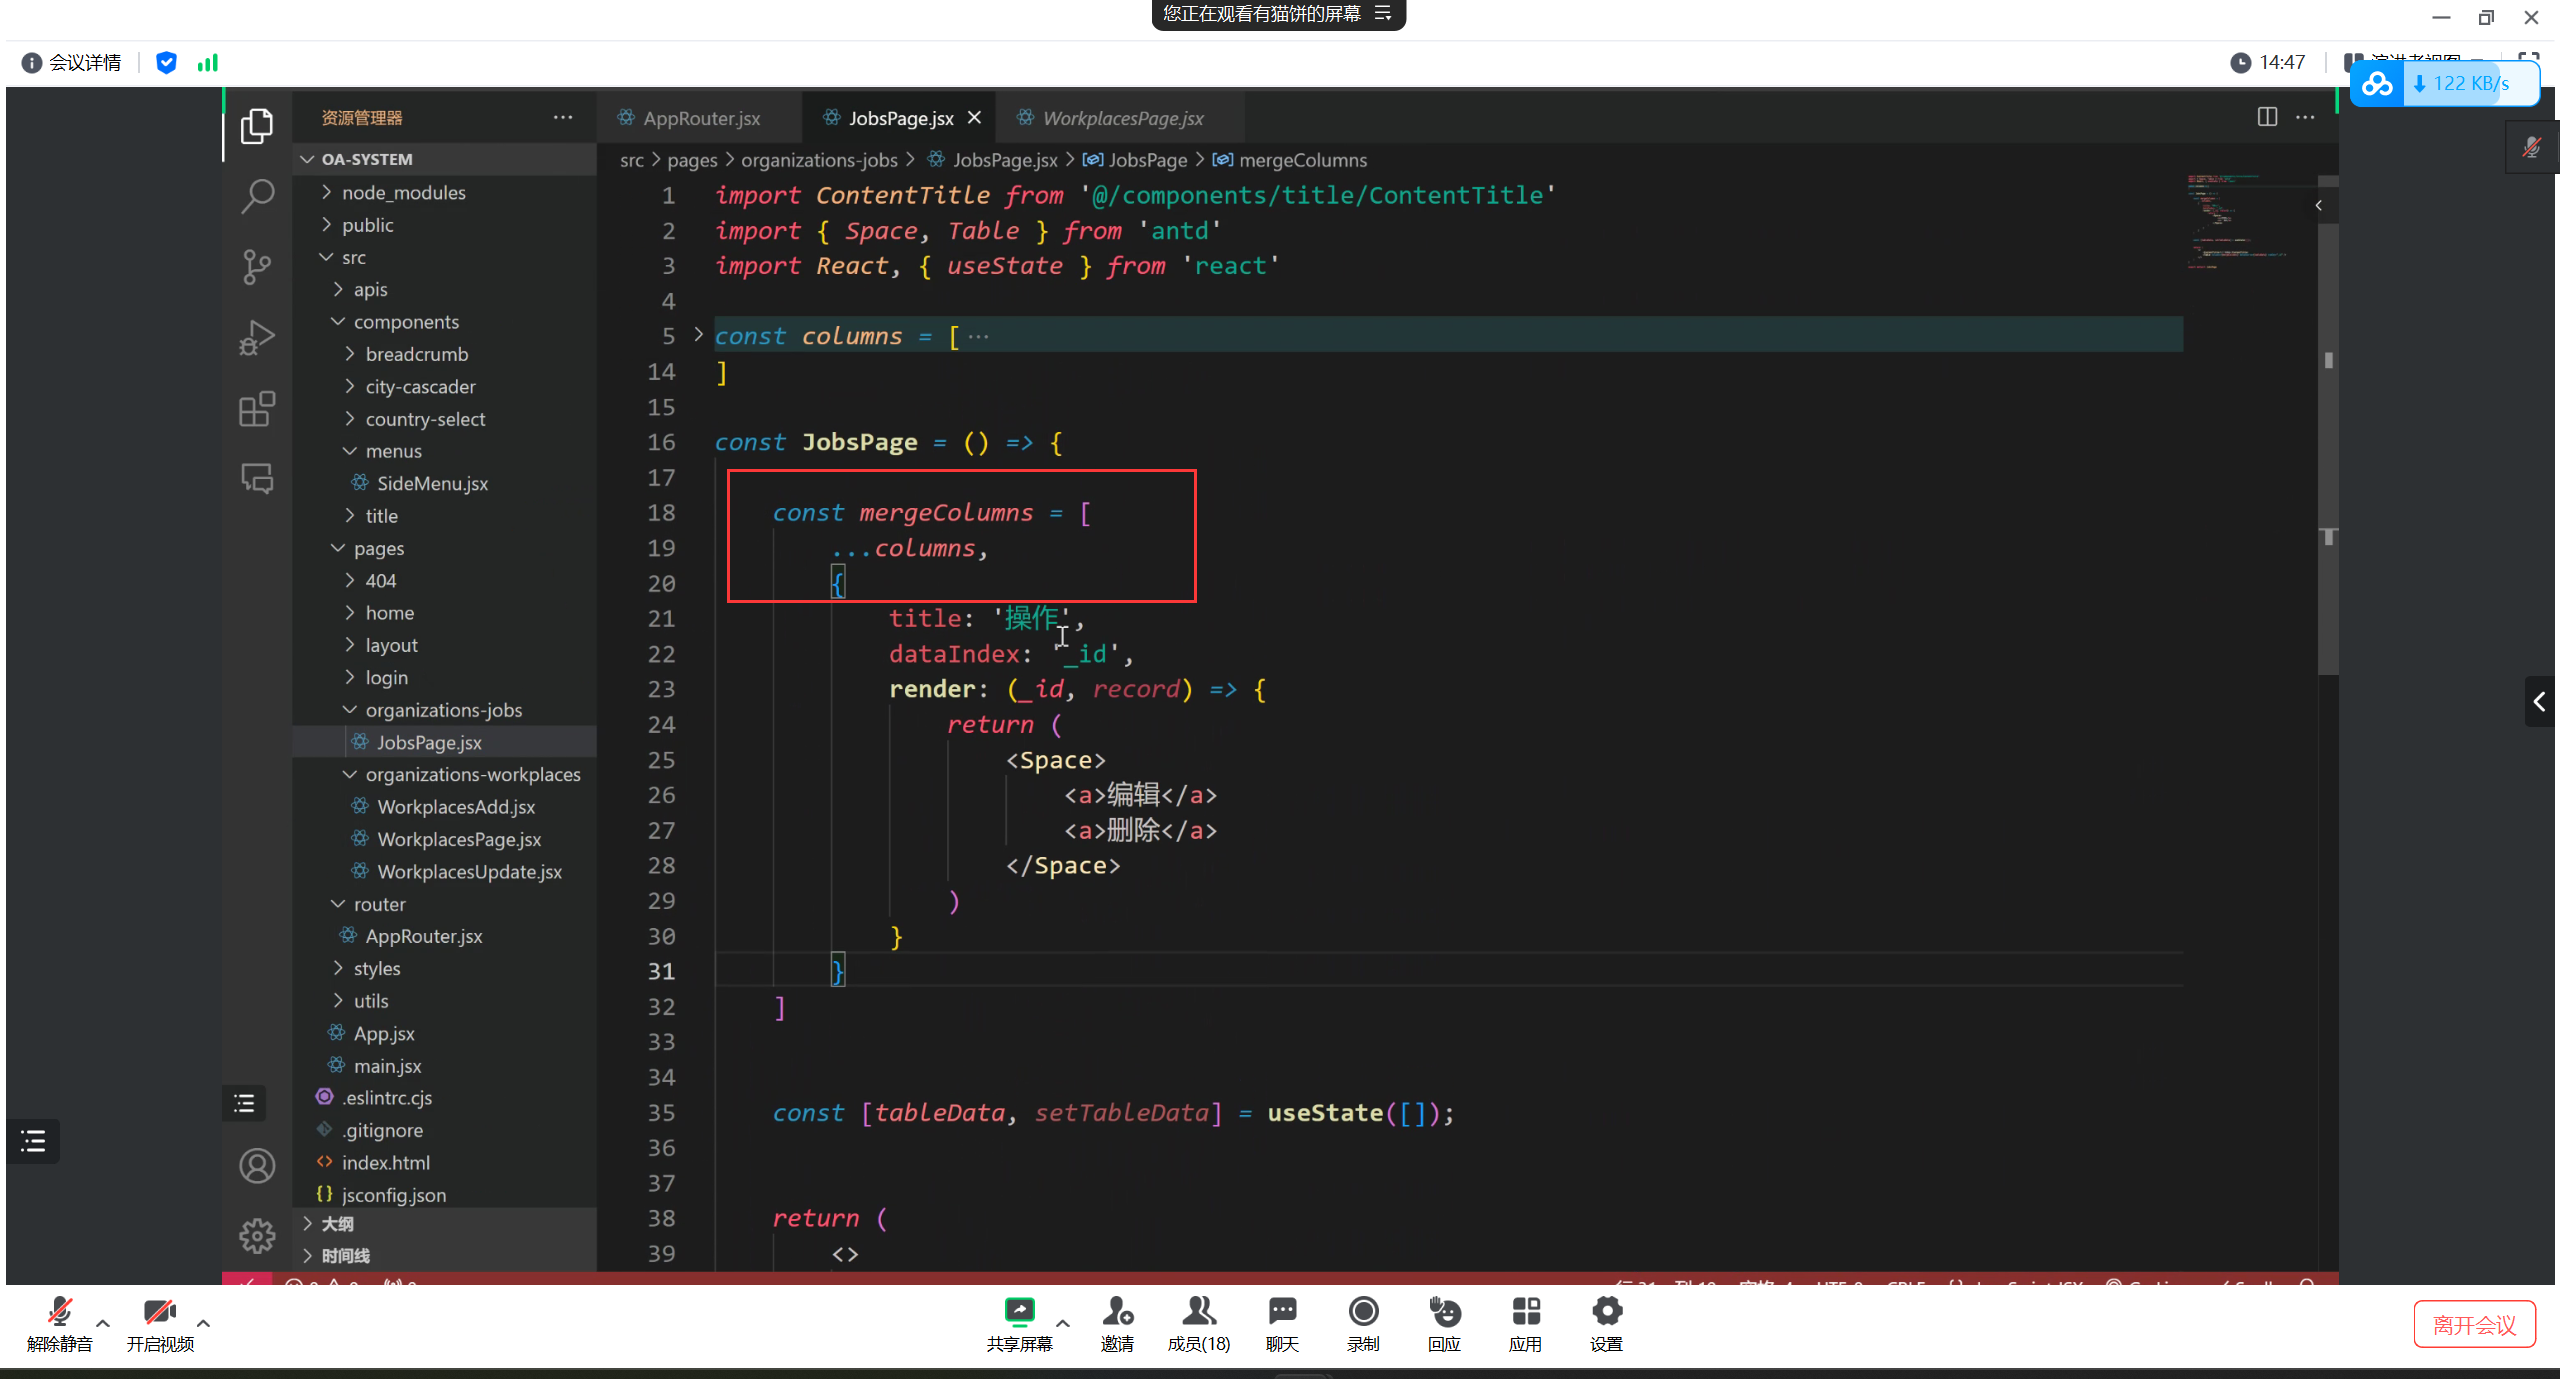 您正在观看有猫饼的屏幕
会议详情
14:47
122 KB/s
资源管理器
OA-SYSTEM
node_modules
public
src
apis
components
breadcrumb
city-cascader
country-select
menus
SideMenu.jsx
title
pages
404
home
layout
login
organizations-jobs
JobsPage.jsx
organizations-workplaces
WorkplacesAdd.jsx
WorkplacesPage.jsx
WorkplacesUpdate.jsx
router
AppRouter.jsx
styles
utils
App.jsx
main.jsx
.eslintrc.cjs
.gitignore
index.html
jsconfig.json
大纲
时间线
AppRouter.jsx
JobsPage.jsx
WorkplacesPage.jsx
src > pages > organizations-jobs > JobsPage.jsx > JobsPage > mergeColumns
1 import ContentTitle from '@/components/title/ContentTitle'
2 import { Space, Table } from 'antd'
3 import React, { useState } from 'react'
4
5 const columns = [ ...
14 ]
15
16 const JobsPage = () => {
17
18 const mergeColumns = [
19 ...columns,
20 {
21 title: '操作',
22 dataIndex: '_id',
23 render: (_id, record) => {
24 return (
25 <Space>
26 <a>编辑</a>
27 <a>删除</a>
28 </Space>
29 )
30 }
31 }
32 ]
33
34
35 const [tableData, setTableData] = useState([]);
36
37
38 return (
39 <>
解除静音
开启视频
共享屏幕
邀请
成员(18)
聊天
录制
回应
应用
设置
离开会议